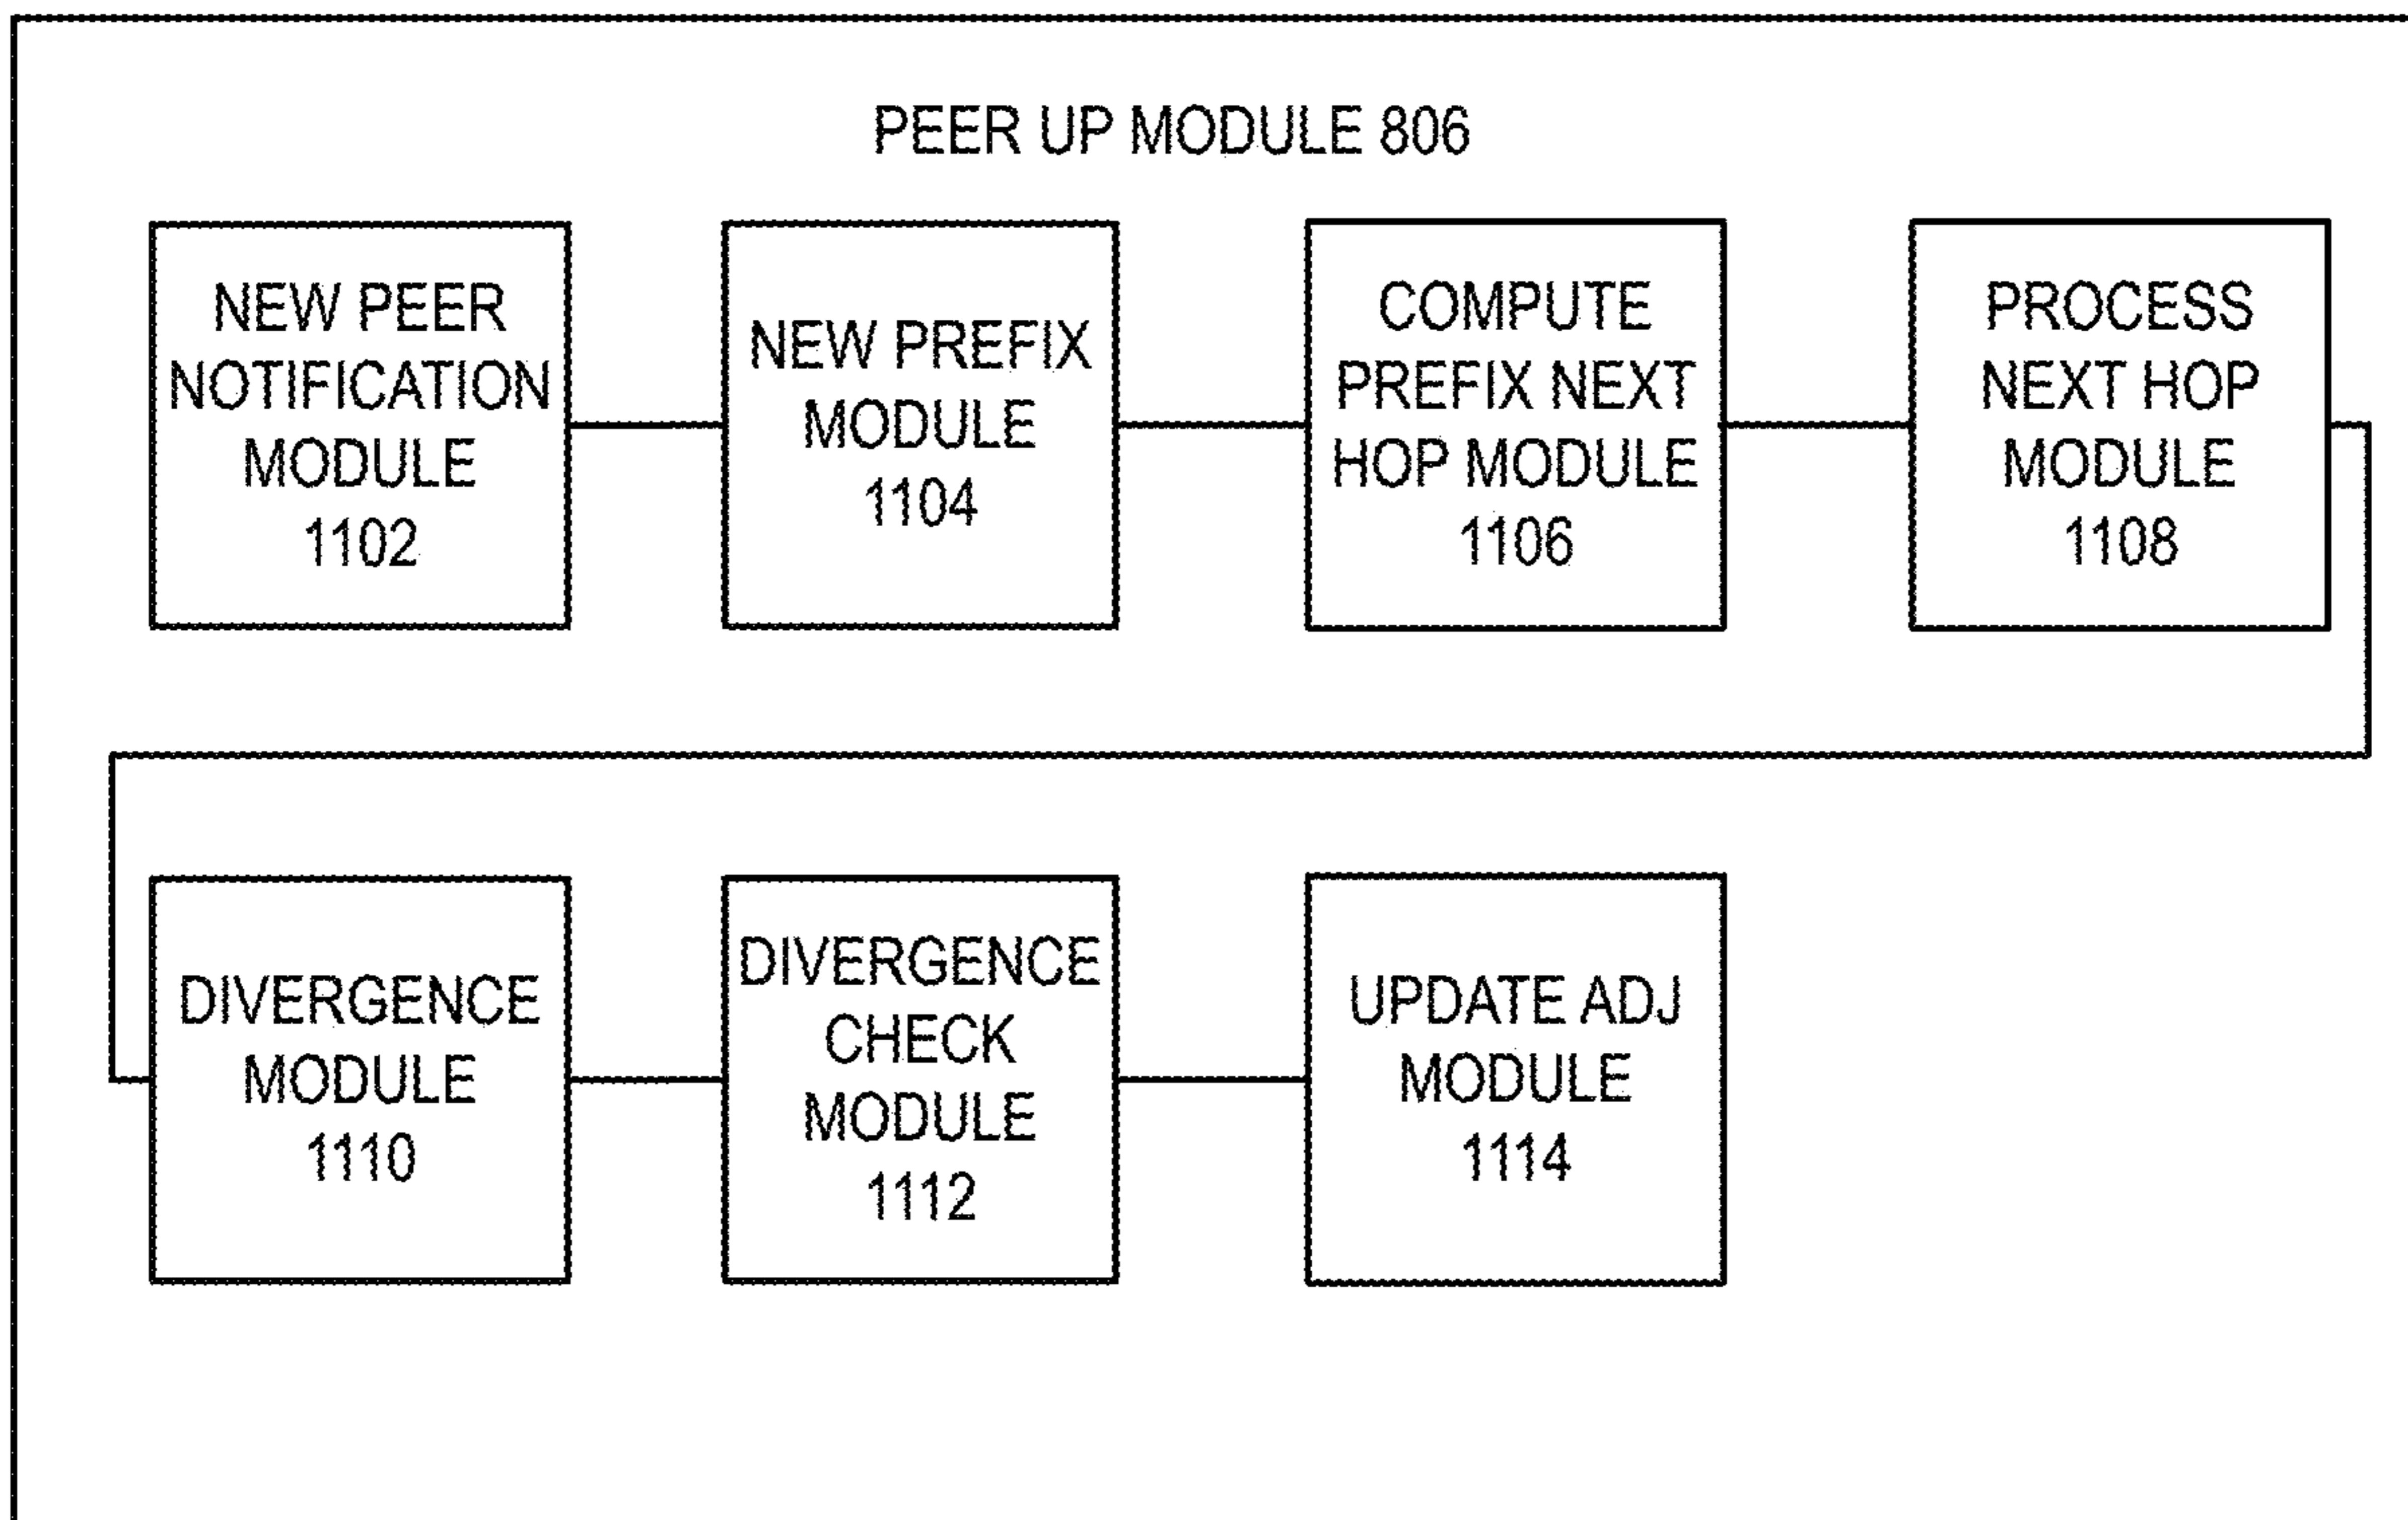 PEER UP MODULE 806
NEW PEER
NOTIFICATION
MODULE
1102
NEW PREFIX
MODULE
1104
COMPUTE
PREFIX NEXT
HOP MODULE
1106
PROCESS
NEXT HOP
MODULE
1108
DIVERGENCE
MODULE
1110
DIVERGENCE
CHECK
MODULE
1112
UPDATE ADJ
MODULE
1114